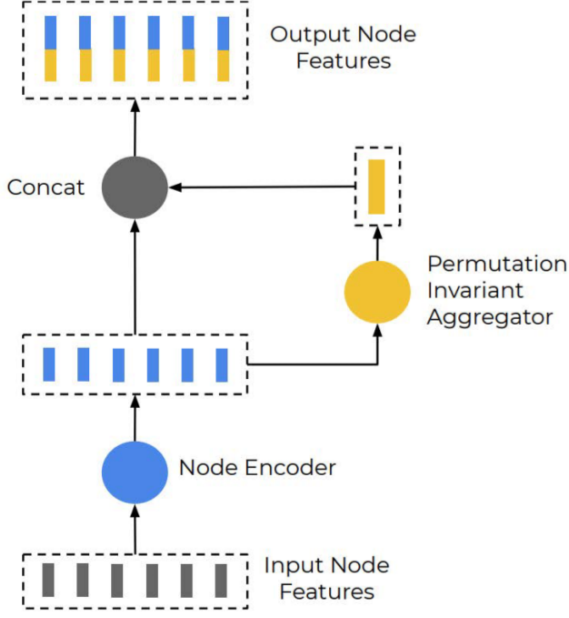 Output Node
Features
Concat
Permutation
Invariant
Aggregator
Node Encoder
Input Node
Features